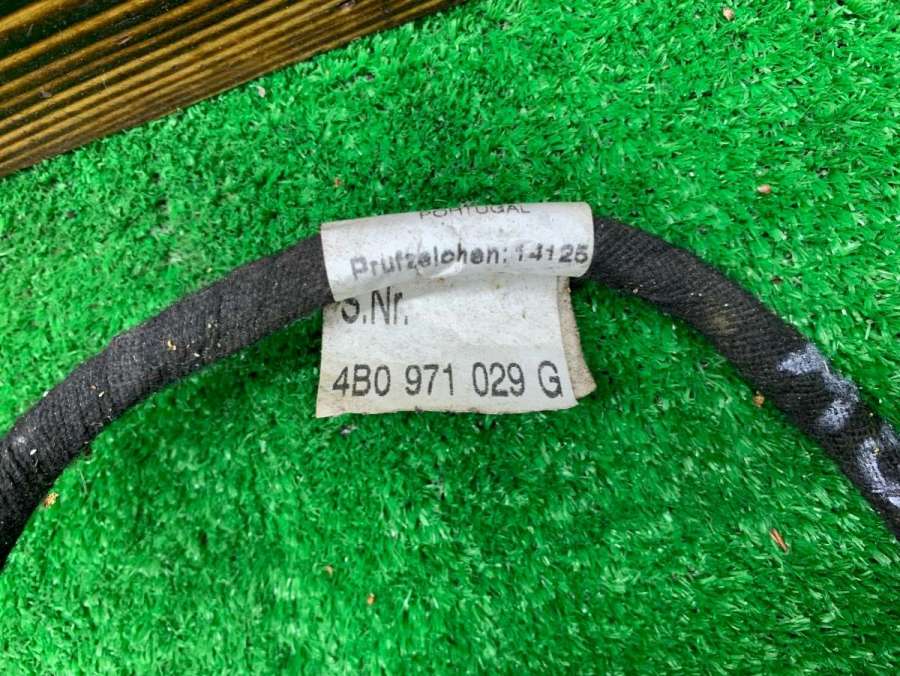 PORTUGAL
Prufzeichen: 14125
S.Nr.
4B0 971 029 G